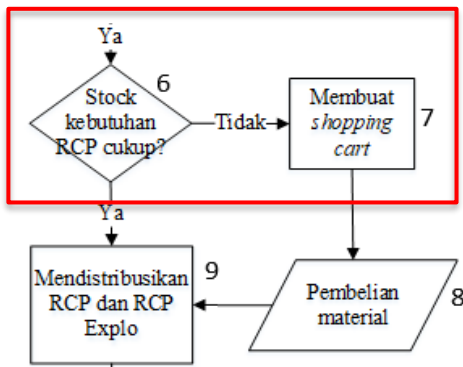 Ya
6
Stock
kebutuhan
RCP cukup?
Tidak
Membuat
shopping
cart
7
Ya
9
Mendistribusikan
RCP dan RCP
Explo
Pembelian
material
8